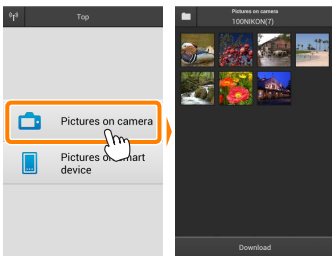 Top
Pictures on camera
Pictures on smart
device
Pictures on camera
100NIKON(7)
Download